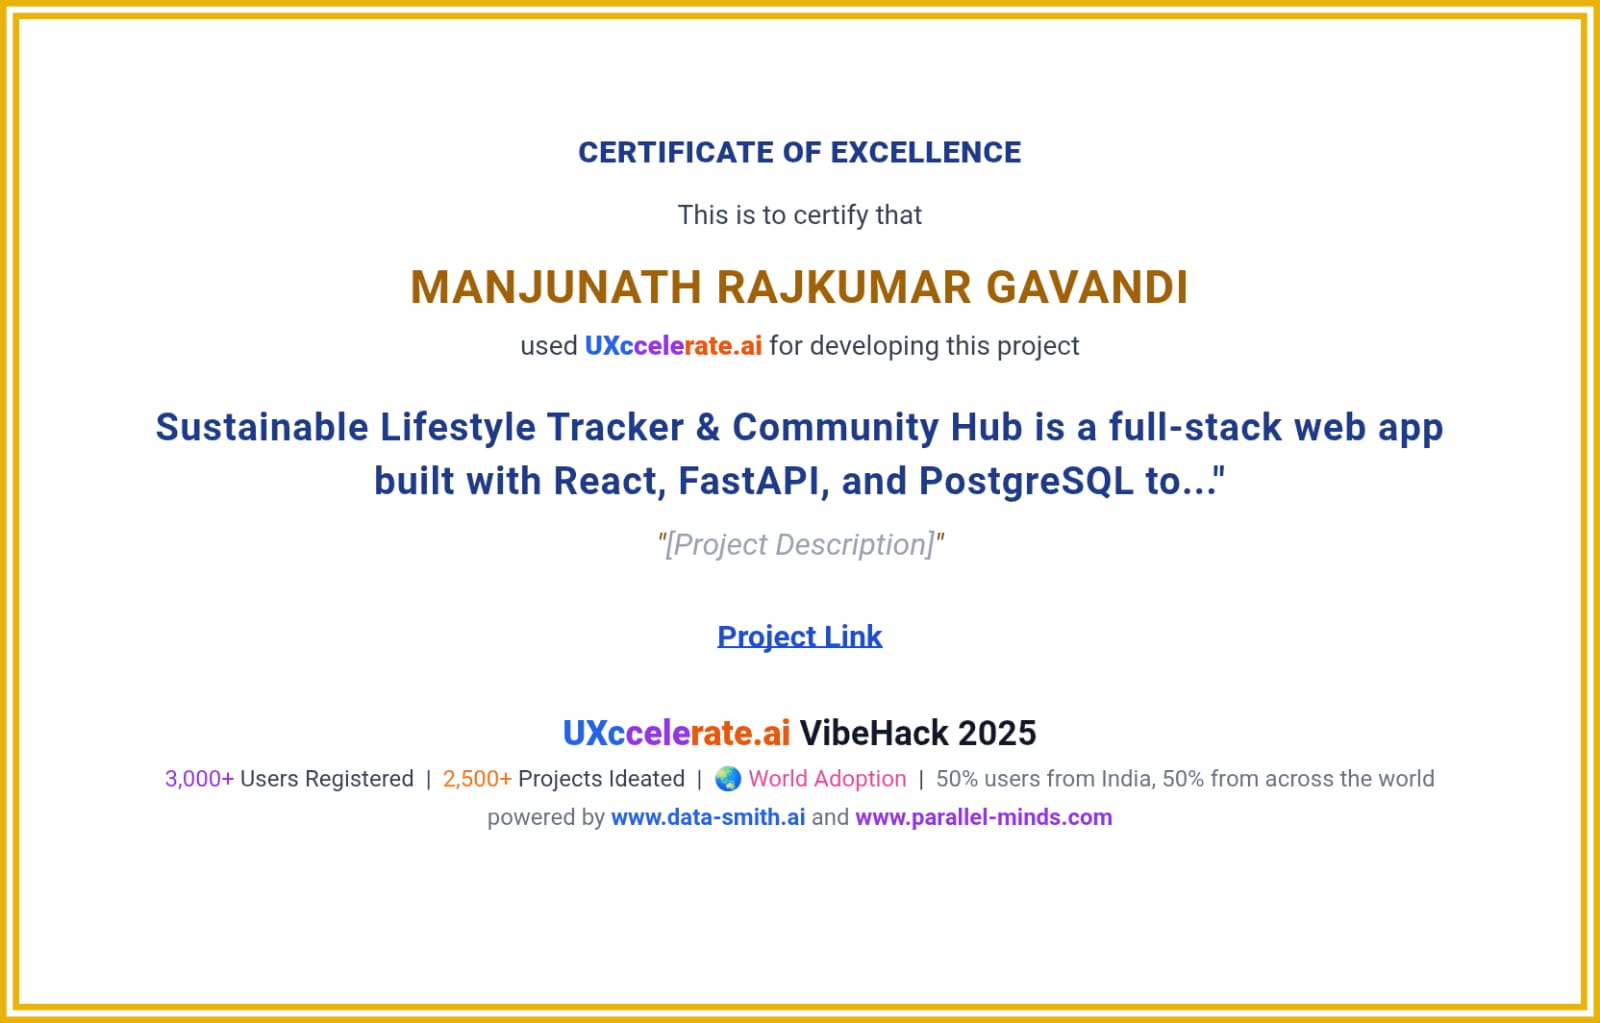 CERTIFICATE OF EXCELLENCE
This is to certify that
MANJUNATH RAJKUMAR GAVANDI
used UXccelerate.ai for developing this project
Sustainable Lifestyle Tracker & Community Hub is a full-stack web app
built with React, FastAPI, and PostgreSQL to..."
"[Project Description]"
Project Link
UXccelerate.ai VibeHack 2025
3,000+ Users Registered | 2,500+ Projects Ideated | 🌏 World Adoption | 50% users from India, 50% from across the world
powered by www.data-smith.ai and www.parallel-minds.com